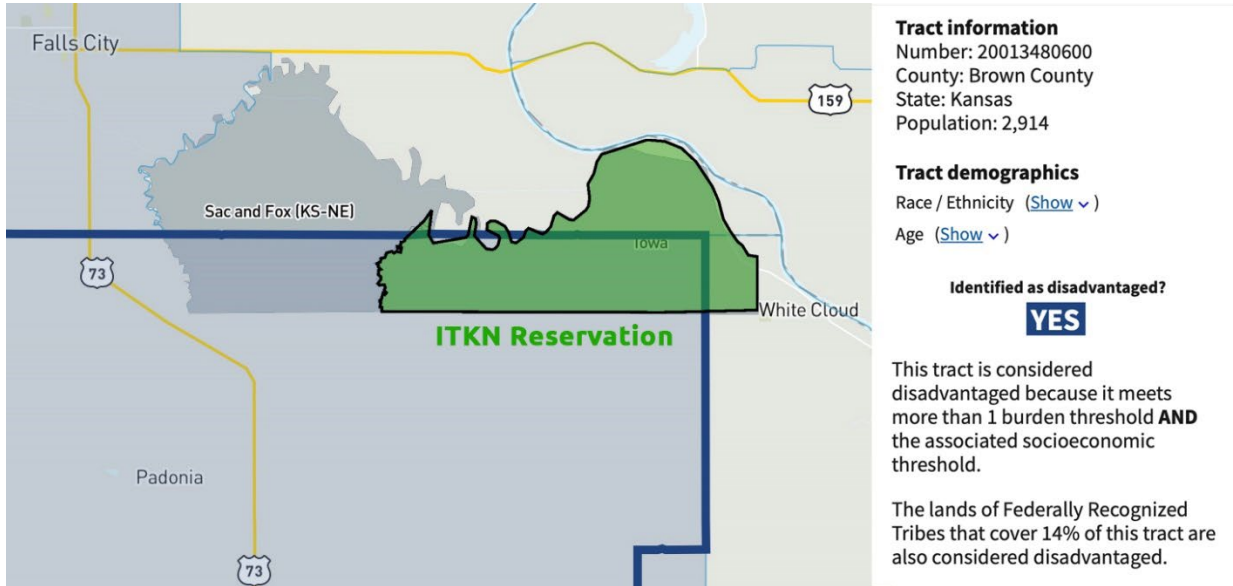 Falls City
159
Sac and Fox (KS-NE)
Iowa
73
White Cloud
ITKN Reservation
Padonia
73
Tract information
Number: 20013480600
County: Brown County
State: Kansas
Population: 2,914
Tract demographics
Race / Ethnicity (Show ⌄)
Age (Show ⌄)
Identified as disadvantaged?
YES
This tract is considered
disadvantaged because it meets
more than 1 burden threshold AND
the associated socioeconomic
threshold.
The lands of Federally Recognized
Tribes that cover 14% of this tract are
also considered disadvantaged.